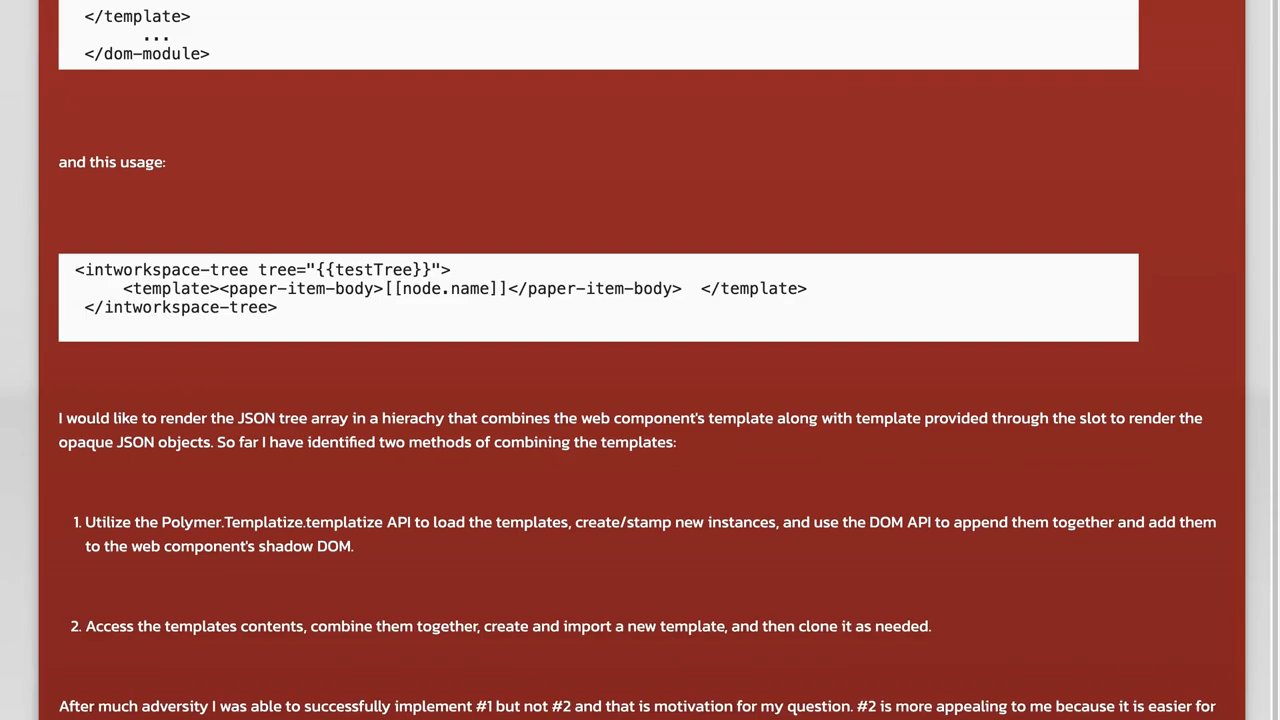 </template>
...
</dom-module>
and this usage:
<intworkspace-tree tree="{{testTree}}">
<template><paper-item-body>[[node.name]]</paper-item-body>  </template>
</intworkspace-tree>
I would like to render the JSON tree array in a hierachy that combines the web component's template along with template provided through the slot to render the
opaque JSON objects. So far I have identified two methods of combining the templates:
1. Utilize the Polymer.Templatize.templatize API to load the templates, create/stamp new instances, and use the DOM API to append them together and add them
to the web component's shadow DOM.
2. Access the templates contents, combine them together, create and import a new template, and then clone it as needed.
After much adversity I was able to successfully implement #1 but not #2 and that is motivation for my question. #2 is more appealing to me because it is easier for